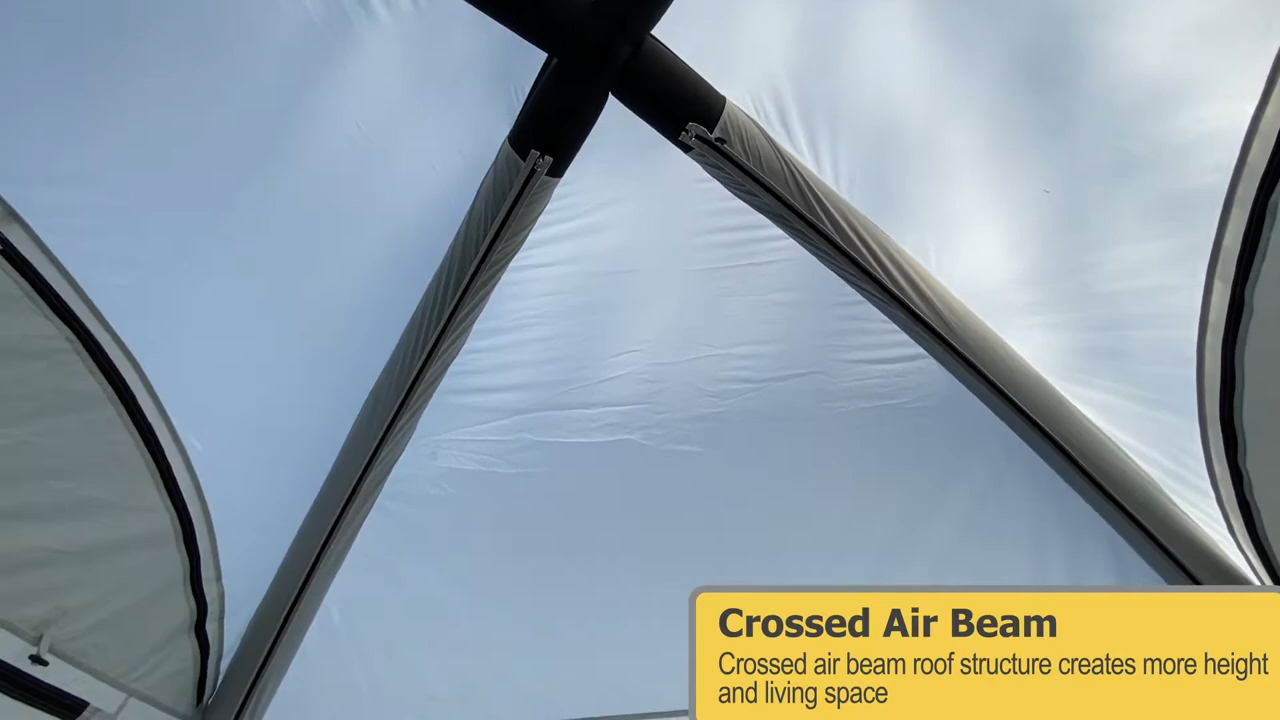 Crossed Air Beam
Crossed air beam roof structure creates more height
and living space